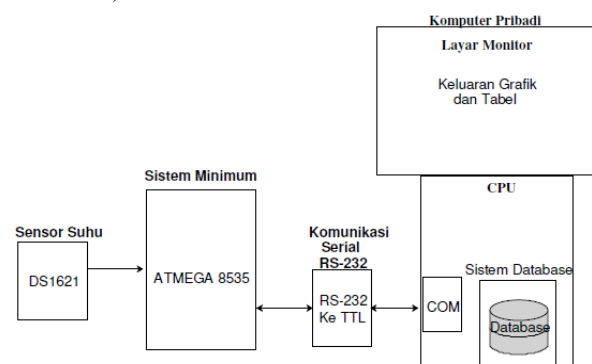 Komputer Pribadi
Layar Monitor
Keluaran Grafik
dan Tabel
Sistem Minimum
CPU
Sensor Suhu
Komunikasi
Serial
RS-232
DS1621
ATMEGA 8535
RS-232
Ke TTL
COM
Sistem Database
Database